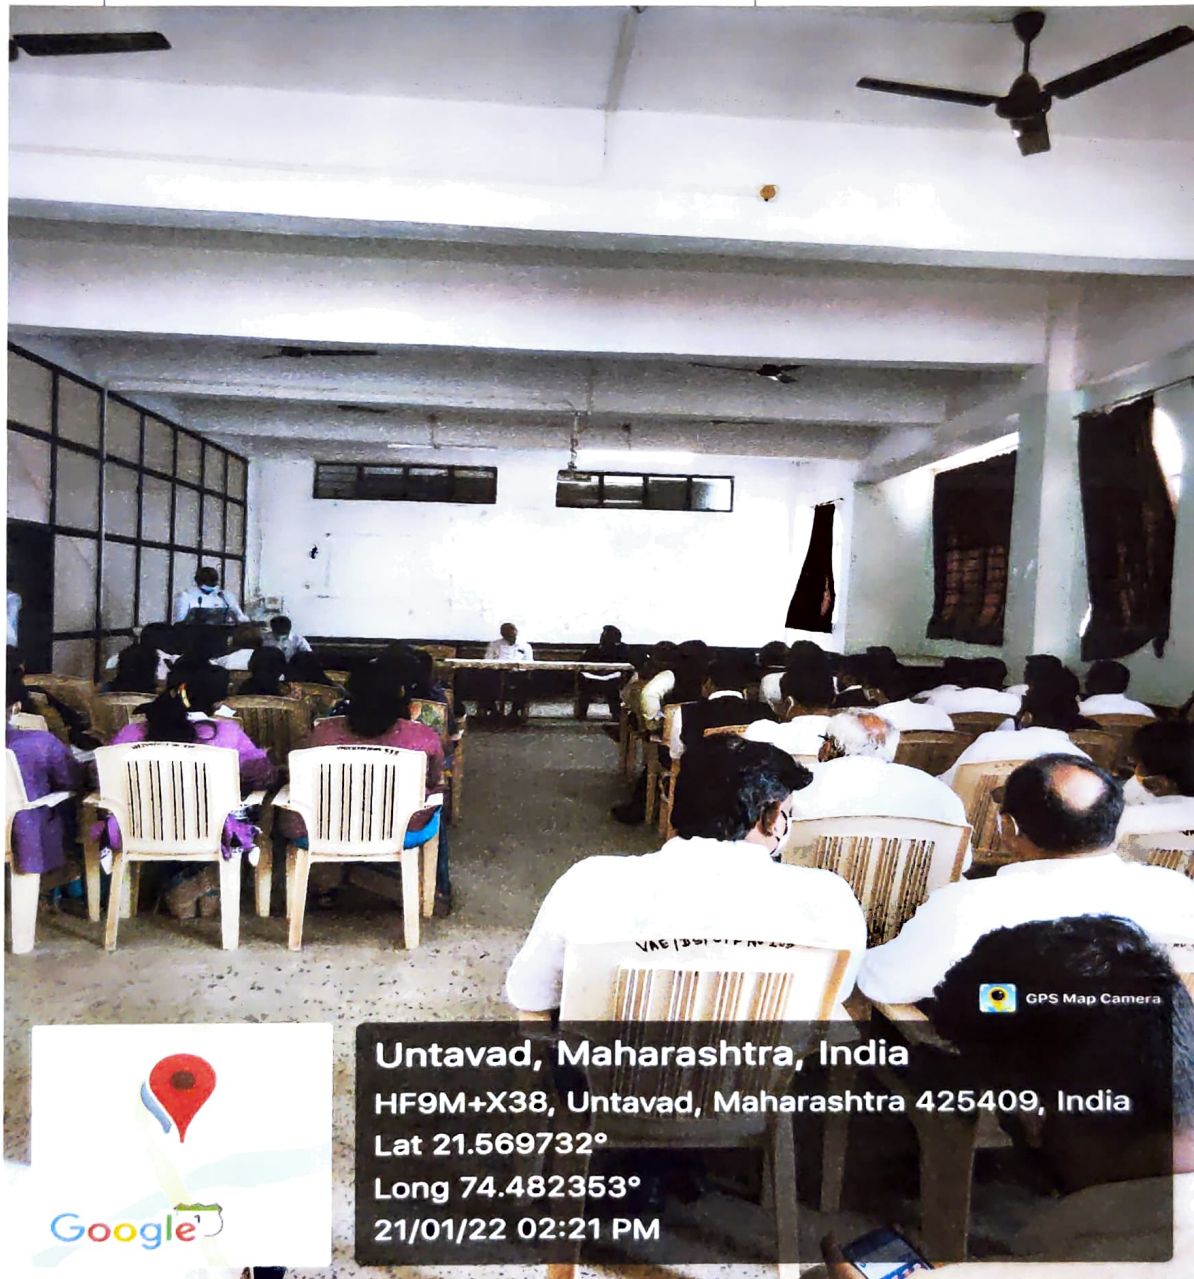 GPS Map Camera
Untavad, Maharashtra, India
HF9M+X38, Untavad, Maharashtra 425409, India
Lat 21.569732°
Long 74.482353°
21/01/22 02:21 PM
Google